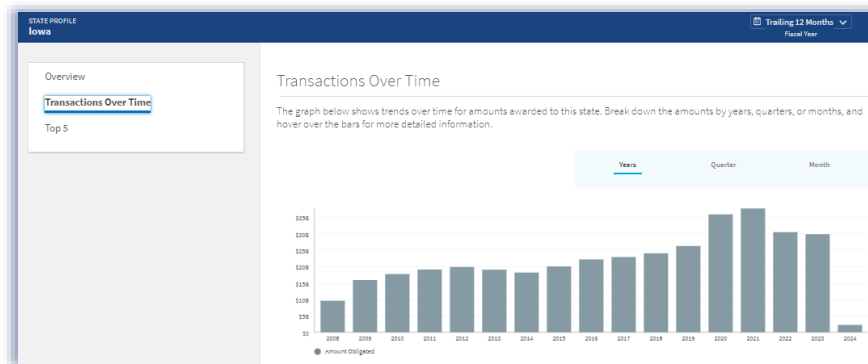 STATE PROFILE
Iowa
Trailing 12 Months
Fiscal Year
Overview
Transactions Over Time
Top 5
Transactions Over Time
The graph below shows trends over time for amounts awarded to this state. Break down the amounts by years, quarters, or months, and
hover over the bars for more detailed information.
Years Quarter Month
$35B
$30B
$25B
$20B
$15B
$10B
$5B
$0
2008 2009 2010 2011 2012 2013 2014 2015 2016 2017 2018 2019 2020 2021 2022 2023 2024
Amount Obligated